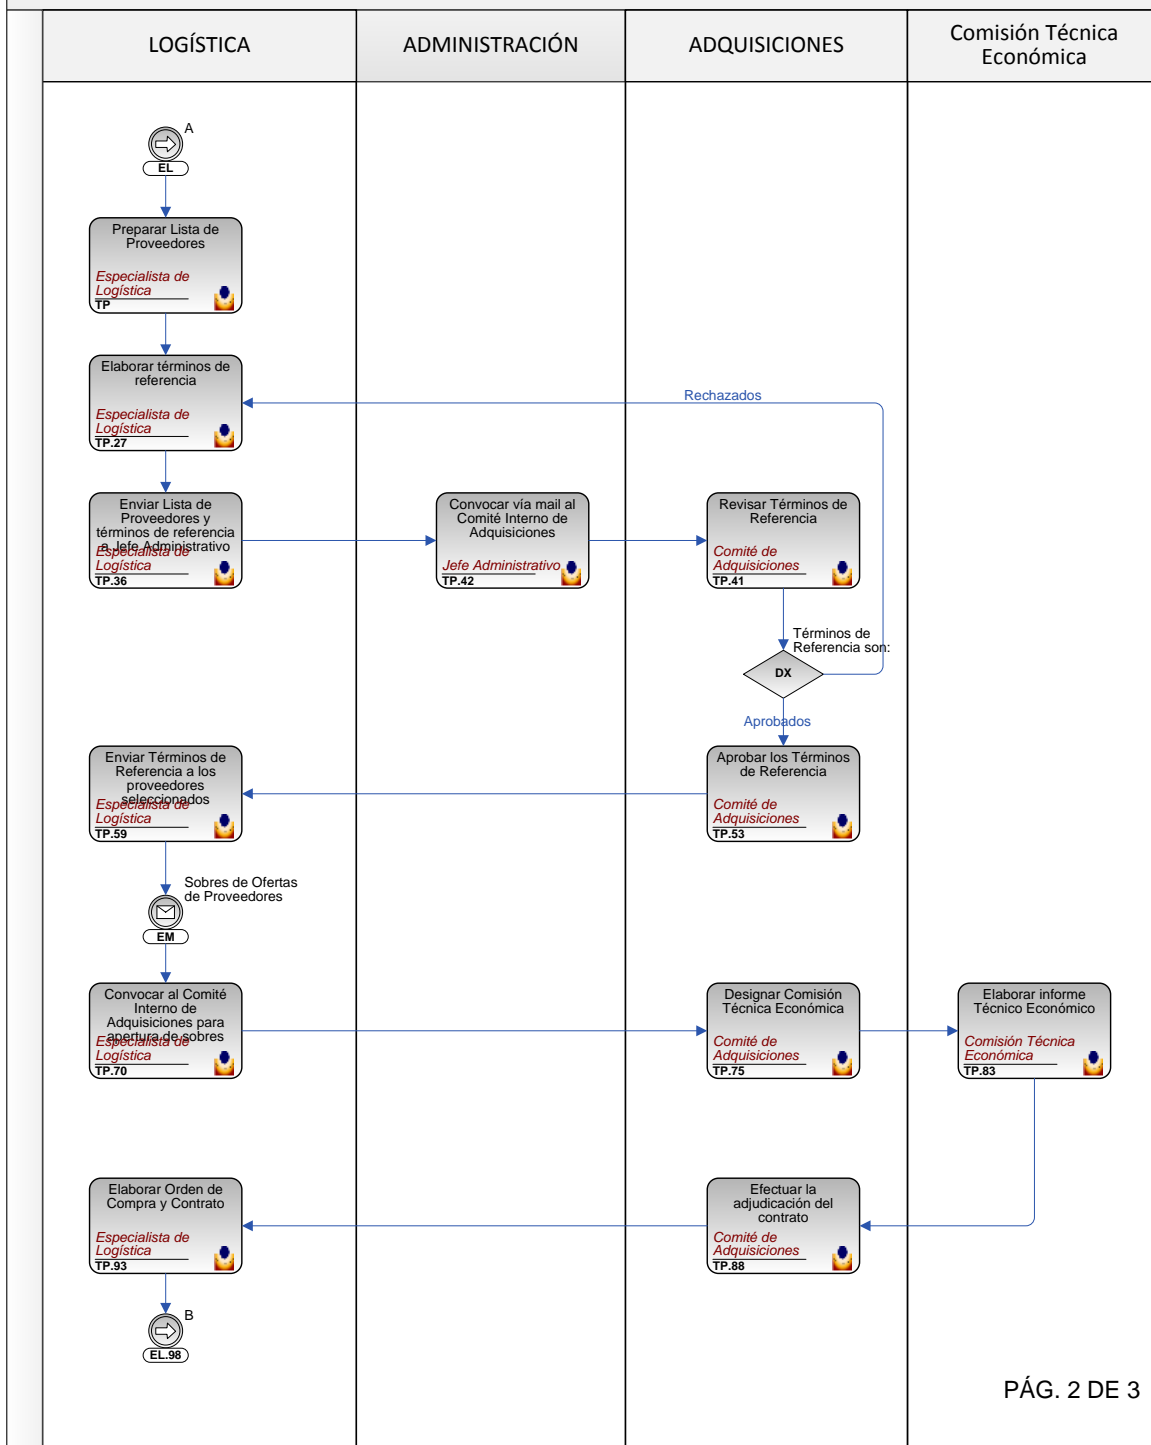 LOGÍSTICA
ADMINISTRACIÓN
ADQUISICIONES
Comisión Técnica
Económica
A
EL
Preparar Lista de
Proveedores
Especialista de
Logística
TP
Elaborar términos de
referencia
Especialista de
Logística
TP.27
Rechazados
Enviar Lista de
Proveedores y
términos de referencia
a Jefe Administrativo
Especialista de
Logística
TP.36
Convocar vía mail al
Comité Interno de
Adquisiciones
Jefe Administrativo
TP.42
Revisar Términos de
Referencia
Comité de
Adquisiciones
TP.41
Términos de
Referencia son:
DX
Aprobados
Enviar Términos de
Referencia a los
proveedores
seleccionados
Especialista de
Logística
TP.59
Aprobar los Términos
de Referencia
Comité de
Adquisiciones
TP.53
Sobres de Ofertas
de Proveedores
EM
Convocar al Comité
Interno de
Adquisiciones para
apertura de sobres
Especialista de
Logística
TP.70
Designar Comisión
Técnica Económica
Comité de
Adquisiciones
TP.75
Elaborar informe
Técnico Económico
Comisión Técnica
Económica
TP.83
Elaborar Orden de
Compra y Contrato
Especialista de
Logística
TP.93
Efectuar la
adjudicación del
contrato
Comité de
Adquisiciones
TP.88
B
EL.98
PÁG. 2 DE 3